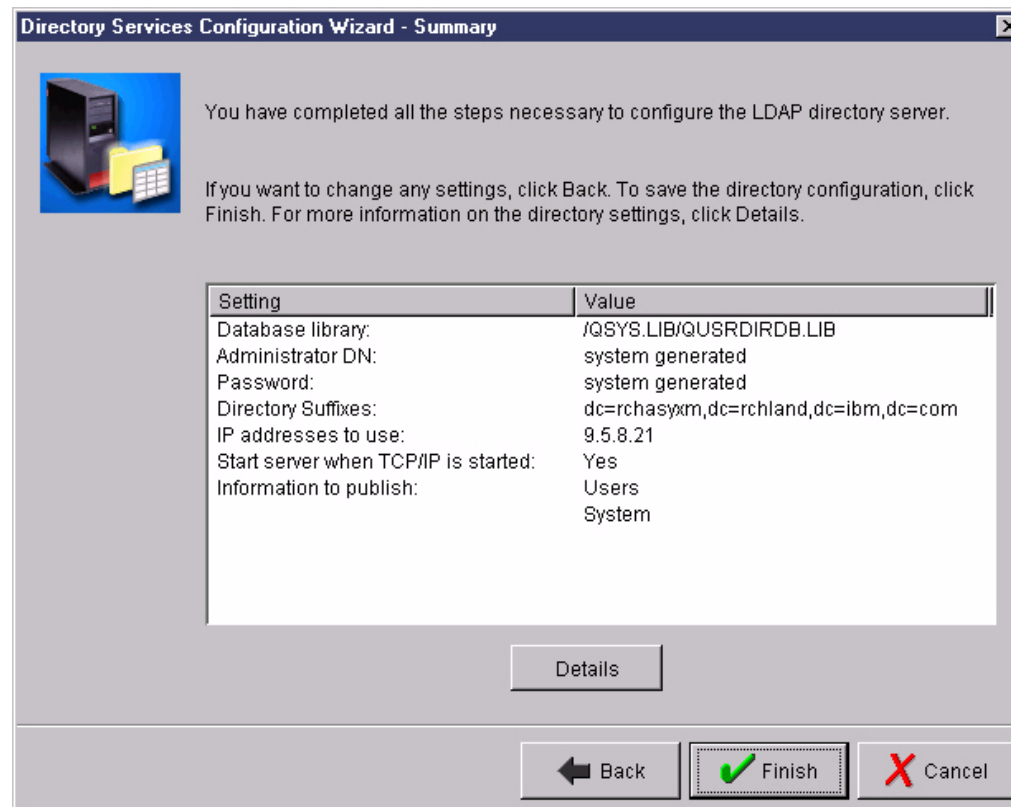 Directory Services Configuration Wizard - Summary
You have completed all the steps necessary to configure the LDAP directory server.
If you want to change any settings, click Back. To save the directory configuration, click
Finish. For more information on the directory settings, click Details.
Setting Value
Database library: /QSYS.LIB/QUSRDIRDB.LIB
Administrator DN: system generated
Password: system generated
Directory Suffixes: dc=rchasyxm,dc=rchland,dc=ibm,dc=com
IP addresses to use: 9.5.8.21
Start server when TCP/IP is started: Yes
Information to publish: Users
System
Details
Back Finish Cancel